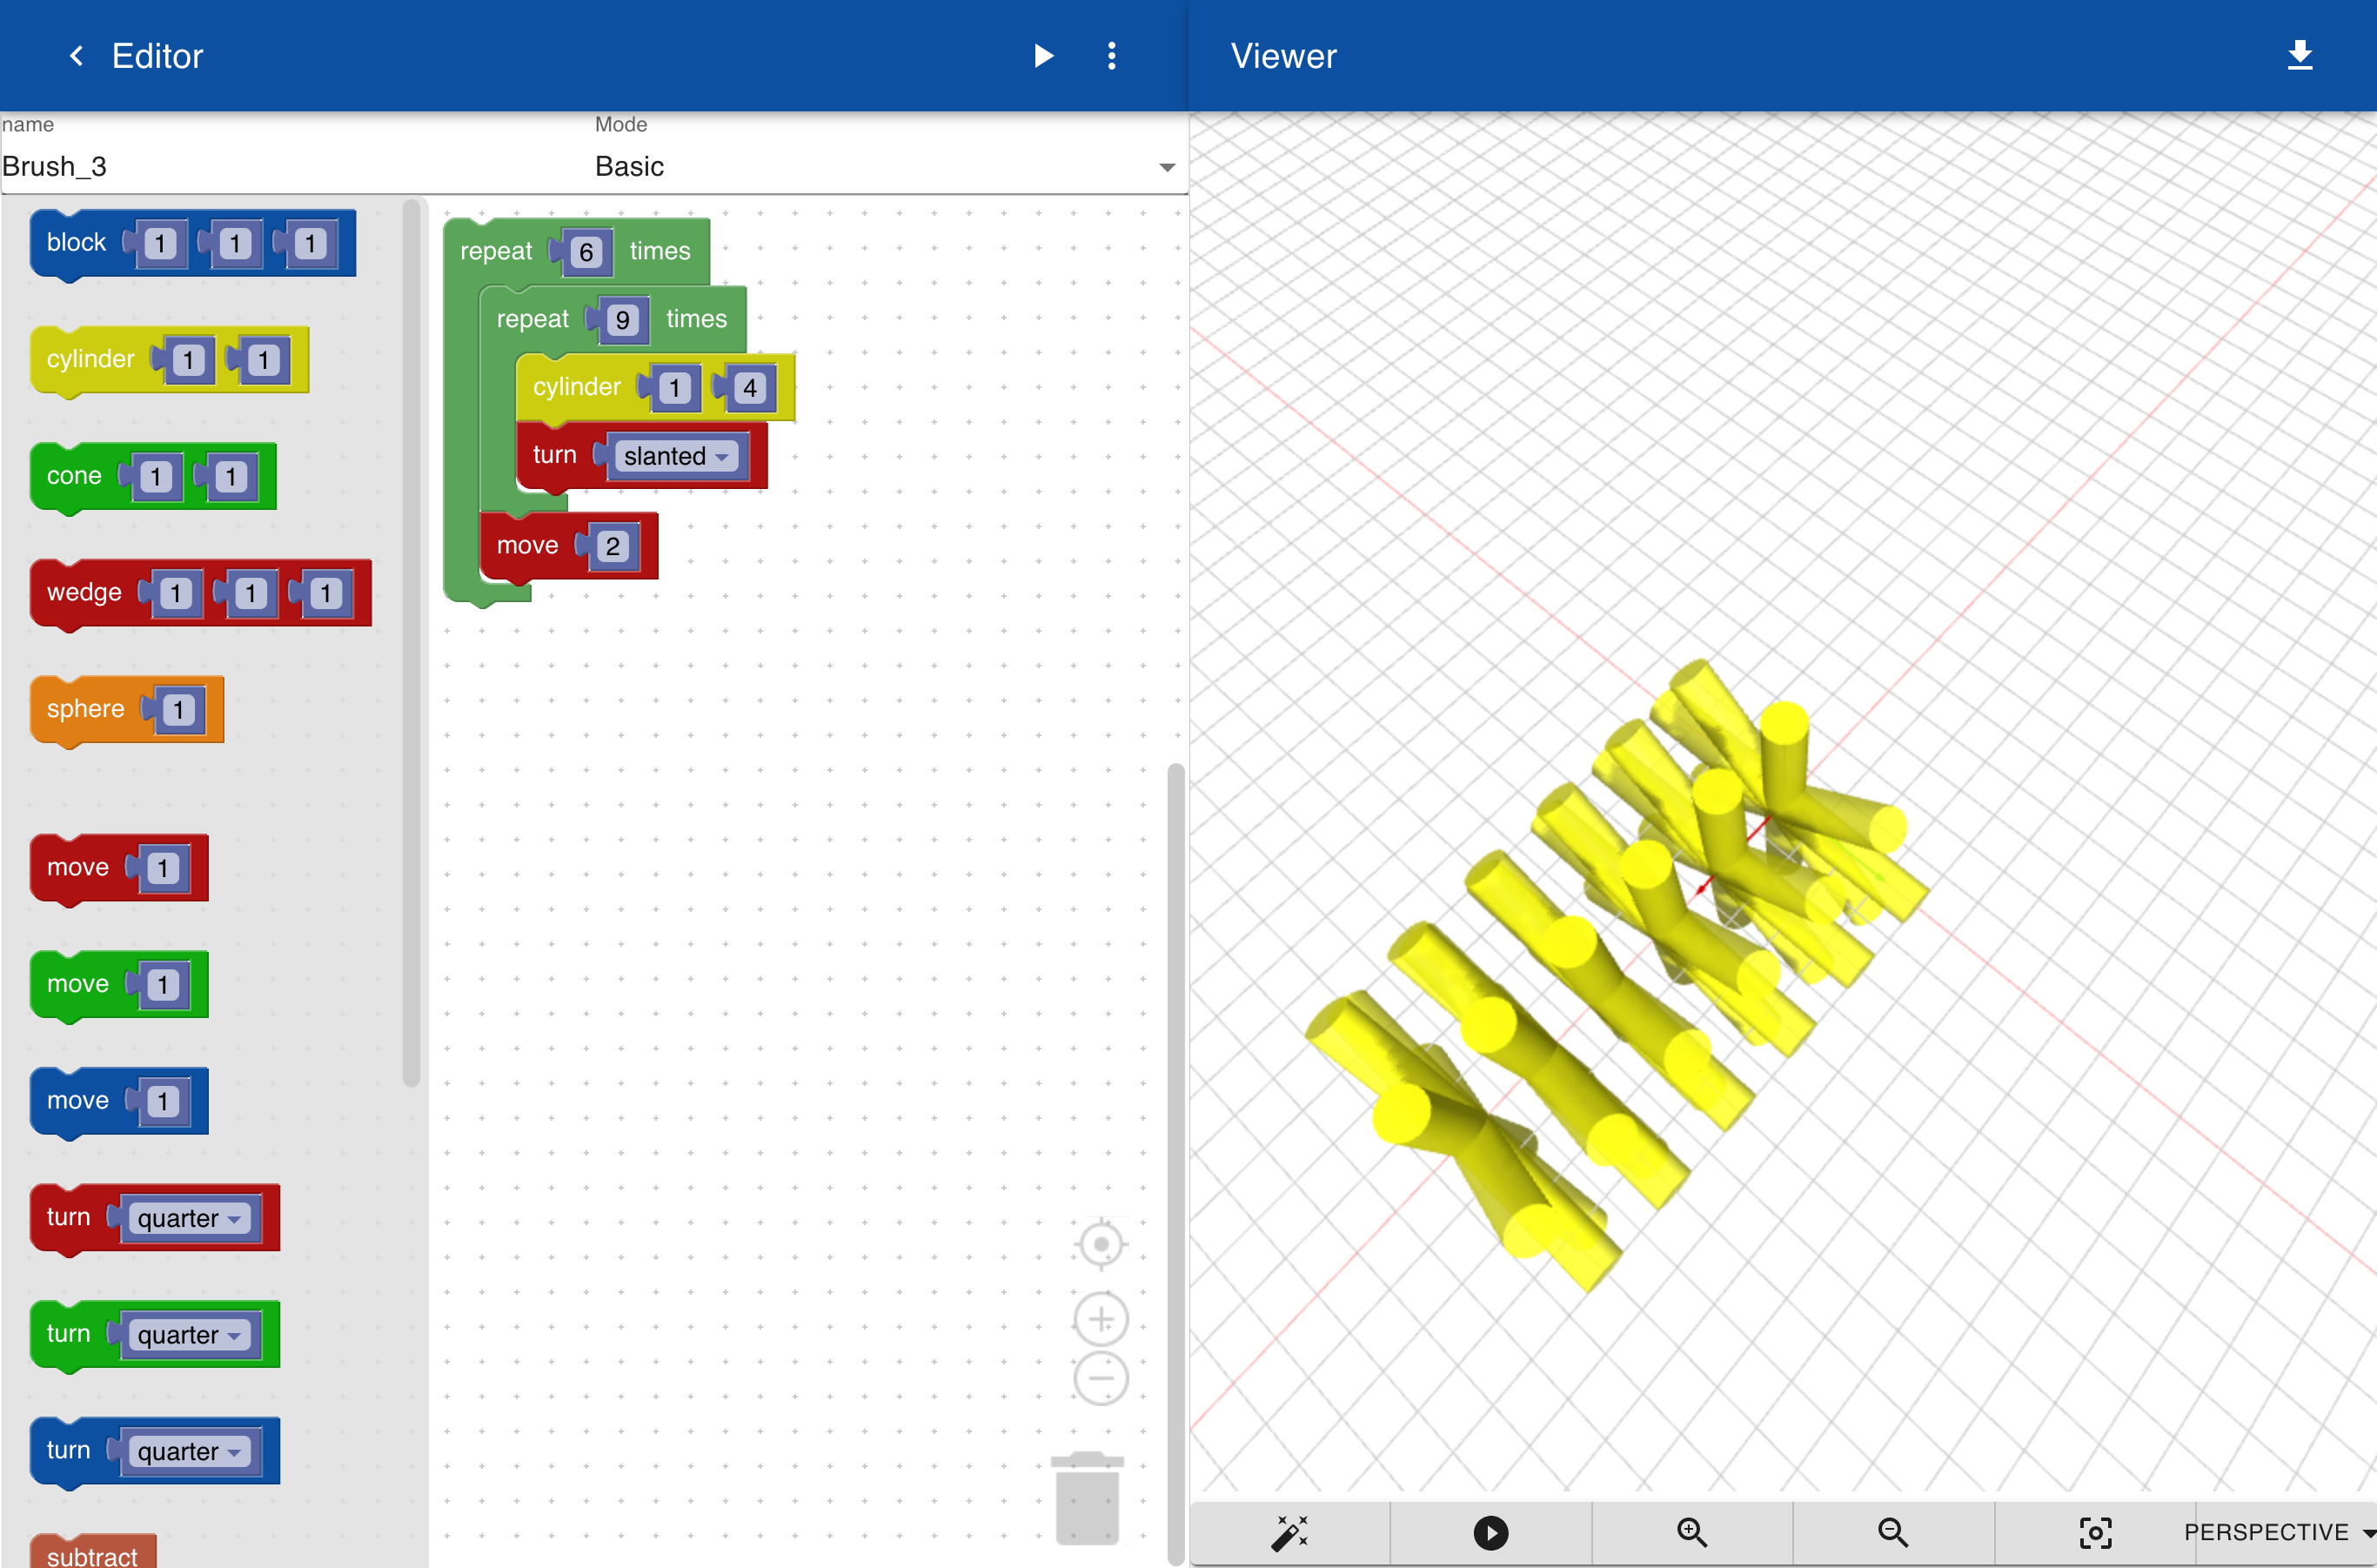 Editor
Viewer
name
Mode
Brush_3
Basic
block 1 1 1
cylinder 1 1
cone 1 1
wedge 1 1 1
sphere 1
move 1
move 1
move 1
turn quarter
turn quarter
turn quarter
subtract
repeat 6 times
repeat 9 times
cylinder 1 4
turn slanted
move 2
PERSPECTIVE